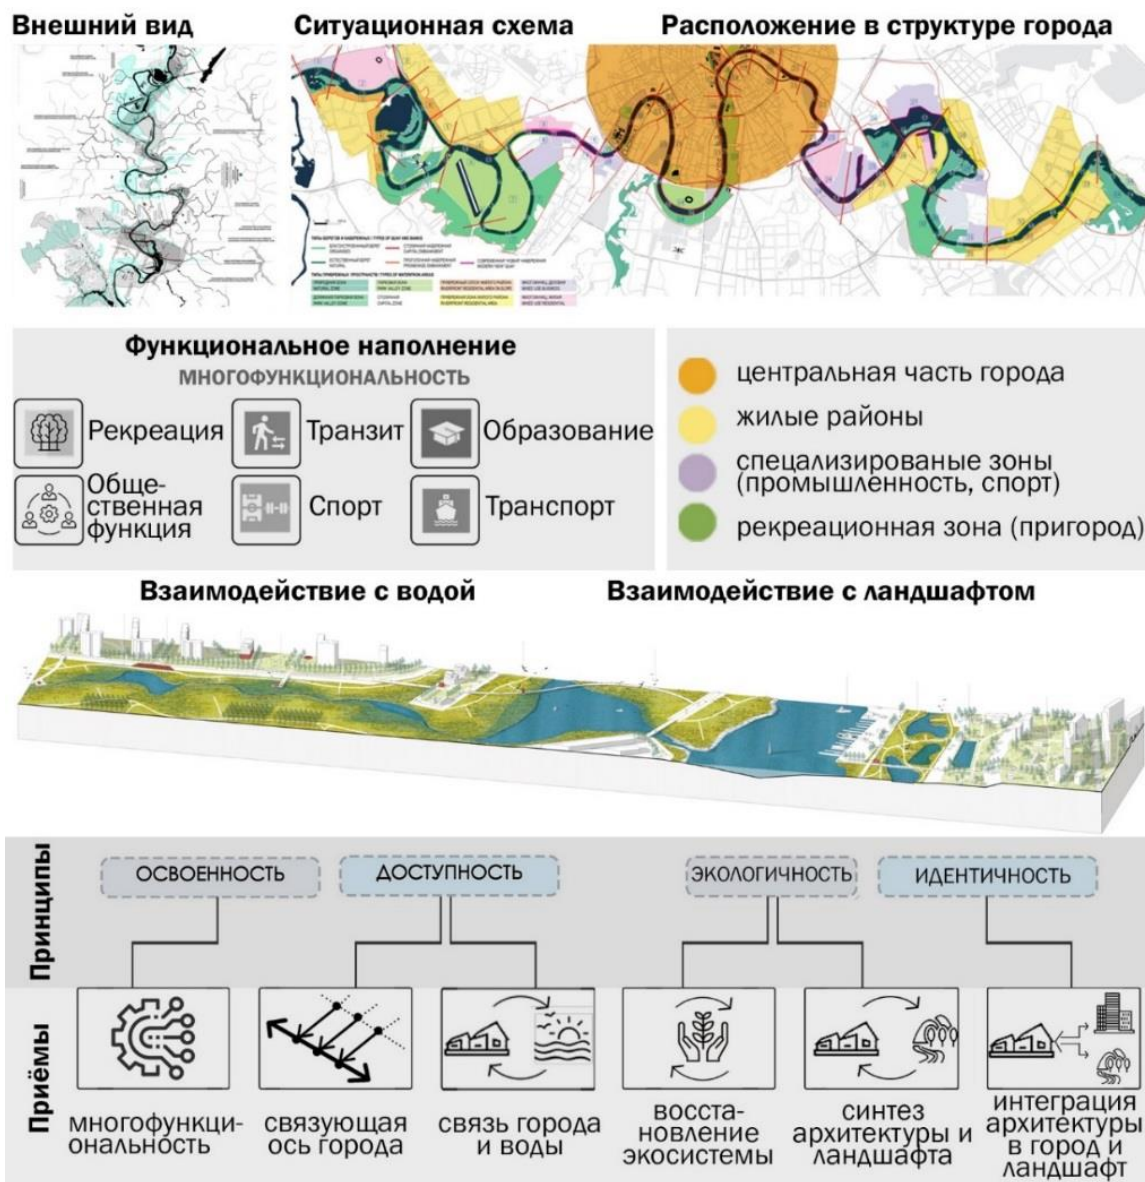 Внешний вид
Ситуационная схема
Расположение в структуре города
Функциональное наполнение
МНОГОФУНКЦИОНАЛЬНОСТЬ
Рекреация
Транзит
Образование
Обще-
ственная
функция
Спорт
Транспорт
центральная часть города
жилые районы
спецализированые зоны
(промышленность, спорт)
рекреационная зона (пригород)
Взаимодействие с водой
Взаимодействие с ландшафтом
Принципы
ОСВОЕННОСТЬ
ДОСТУПНОСТЬ
ЭКОЛОГИЧНОСТЬ
ИДЕНТИЧНОСТЬ
Приёмы
многофункци-
ональность
связующая
ось города
связь города
и воды
восста-
новление
экосистемы
синтез
архитектуры и
ландшафта
интеграция
архитектуры
в город и
ландшафт